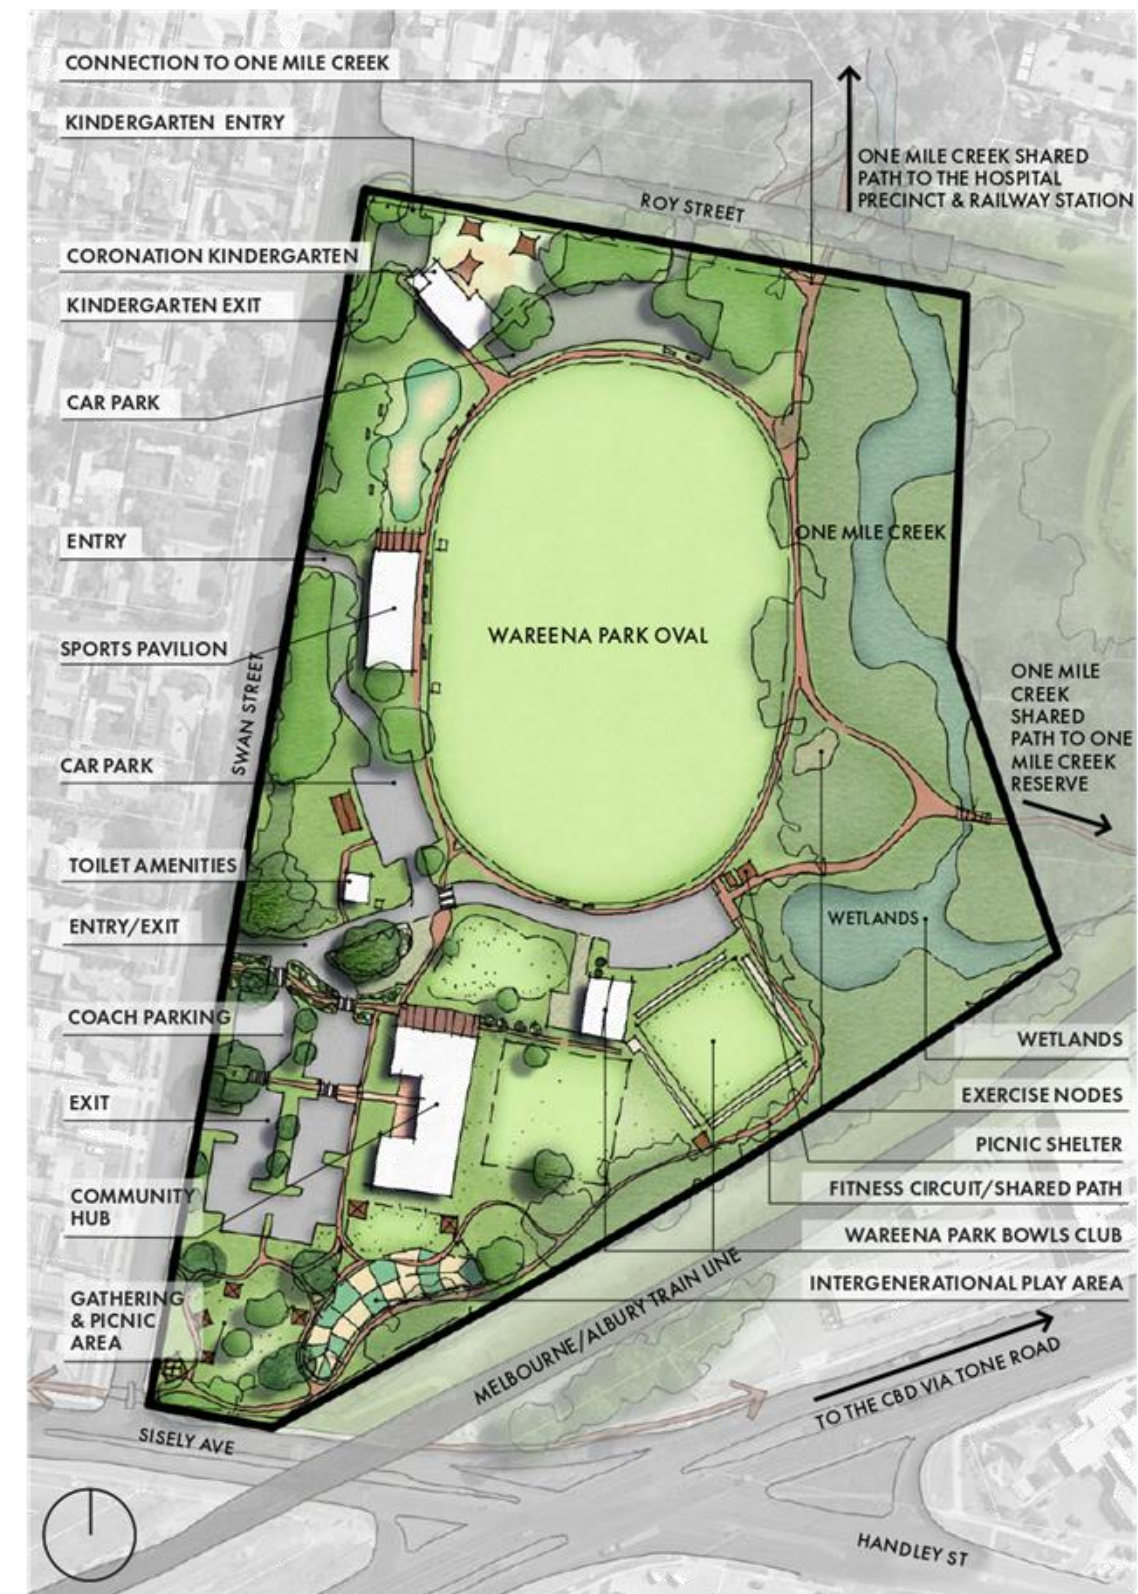 CONNECTION TO ONE MILE CREEK
KINDERGARTEN ENTRY
ONE MILE CREEK SHARED
PATH TO THE HOSPITAL
PRECINCT & RAILWAY STATION
ROY STREET
CORONATION KINDERGARTEN
KINDERGARTEN EXIT
CAR PARK
ENTRY
ONE MILE CREEK
WAREENA PARK OVAL
SPORTS PAVILION
SWAN STREET
ONE MILE
CREEK
SHARED
PATH TO ONE
MILE CREEK
RESERVE
CAR PARK
TOILET AMENITIES
ENTRY/EXIT
WETLANDS
COACH PARKING
EXIT
COMMUNITY
HUB
GATHERING
& PICNIC
AREA
WETLANDS
EXERCISE NODES
PICNIC SHELTER
FITNESS CIRCUIT/SHARED PATH
WAREENA PARK BOWLS CLUB
INTERGENERATIONAL PLAY AREA
MELBOURNE/ALBURY TRAIN LINE
TO THE CBD VIA TONE ROAD
SISELY AVE
HANDLEY ST